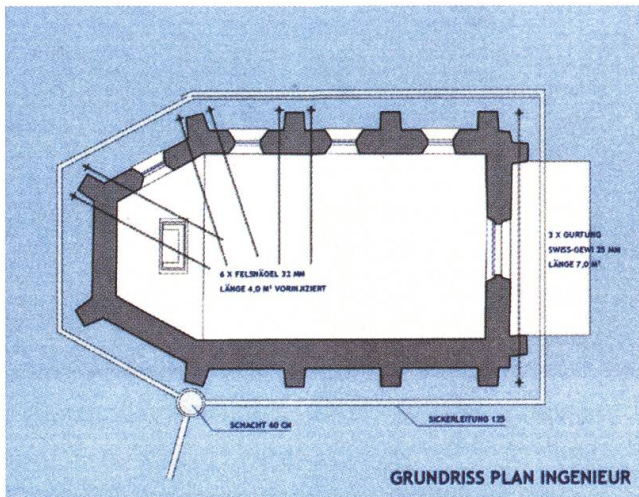 3 X GURTUNG
SWISS-GEWI 25 MM
LÄNGE 7,0 M¹
6 X FELSNÄGEL 32 MM
LÄNGE 4,0 M¹ VORINJIZIERT
SCHACHT 60 CM
SICKERLEITUNG 125
GRUNDRISS PLAN INGENIEUR